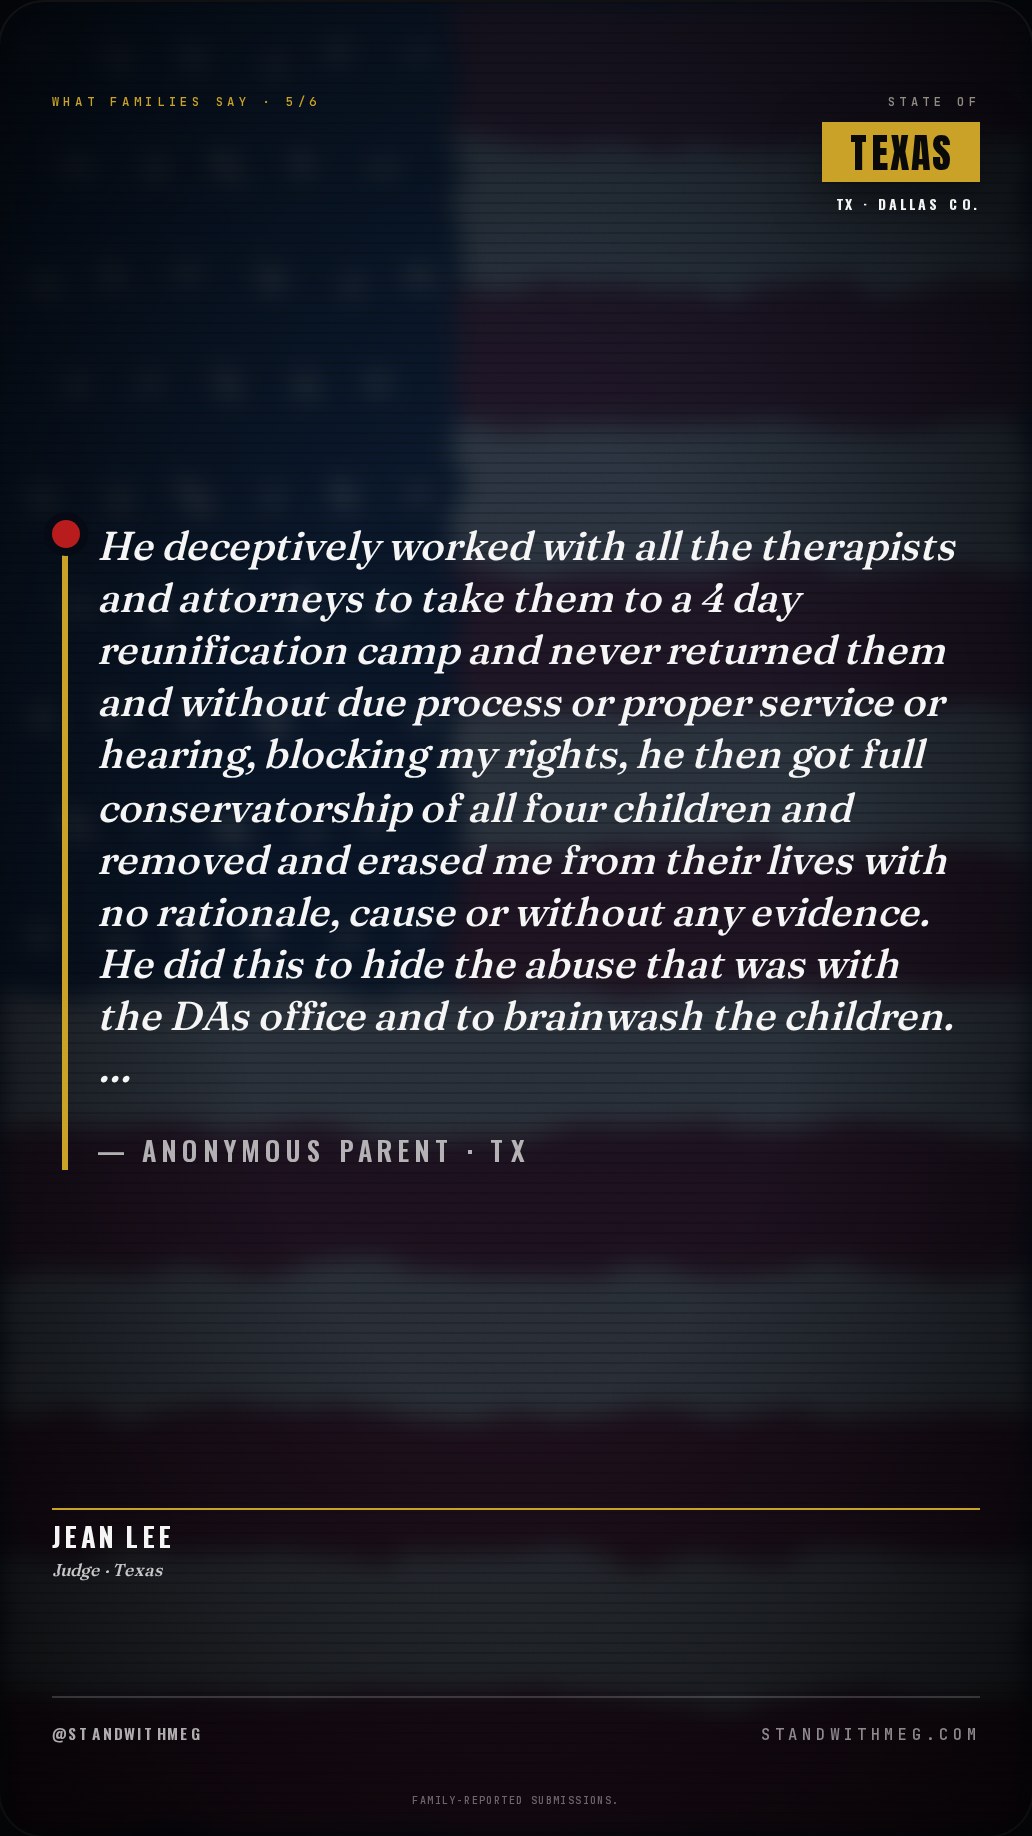 WHAT FAMILIES SAY · 5/6
STATE OF
TEXAS
TX · DALLAS CO.
He deceptively worked with all the therapists
and attorneys to take them to a 4 day
reunification camp and never returned them
and without due process or proper service or
hearing, blocking my rights, he then got full
conservatorship of all four children and
removed and erased me from their lives with
no rationale, cause or without any evidence.
He did this to hide the abuse that was with
the DAs office and to brainwash the children.
...
— ANONYMOUS PARENT · TX
JEAN LEE
Judge · Texas
@STANDWITHMEG
STANDWITHMEG.COM
FAMILY-REPORTED SUBMISSIONS.